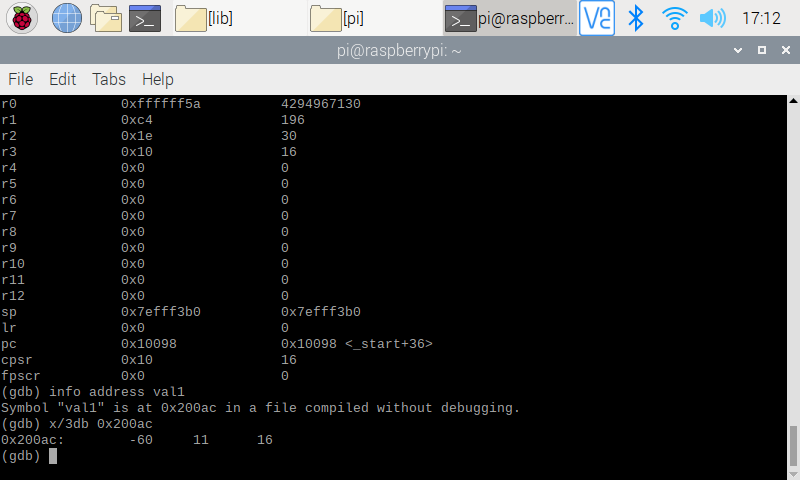 [lib] [pi] pi@raspberr... 17:12
pi@raspberrypi: ~
File Edit Tabs Help
r0 0xffffff5a 4294967130
r1 0xc4 196
r2 0x1e 30
r3 0x10 16
r4 0x0 0
r5 0x0 0
r6 0x0 0
r7 0x0 0
r8 0x0 0
r9 0x0 0
r10 0x0 0
r11 0x0 0
r12 0x0 0
sp 0x7efff3b0 0x7efff3b0
lr 0x0 0
pc 0x10098 0x10098 <_start+36>
cpsr 0x10 16
fpscr 0x0 0
(gdb) info address val1
Symbol "val1" is at 0x200ac in a file compiled without debugging.
(gdb) x/3db 0x200ac
0x200ac: -60 11 16
(gdb)